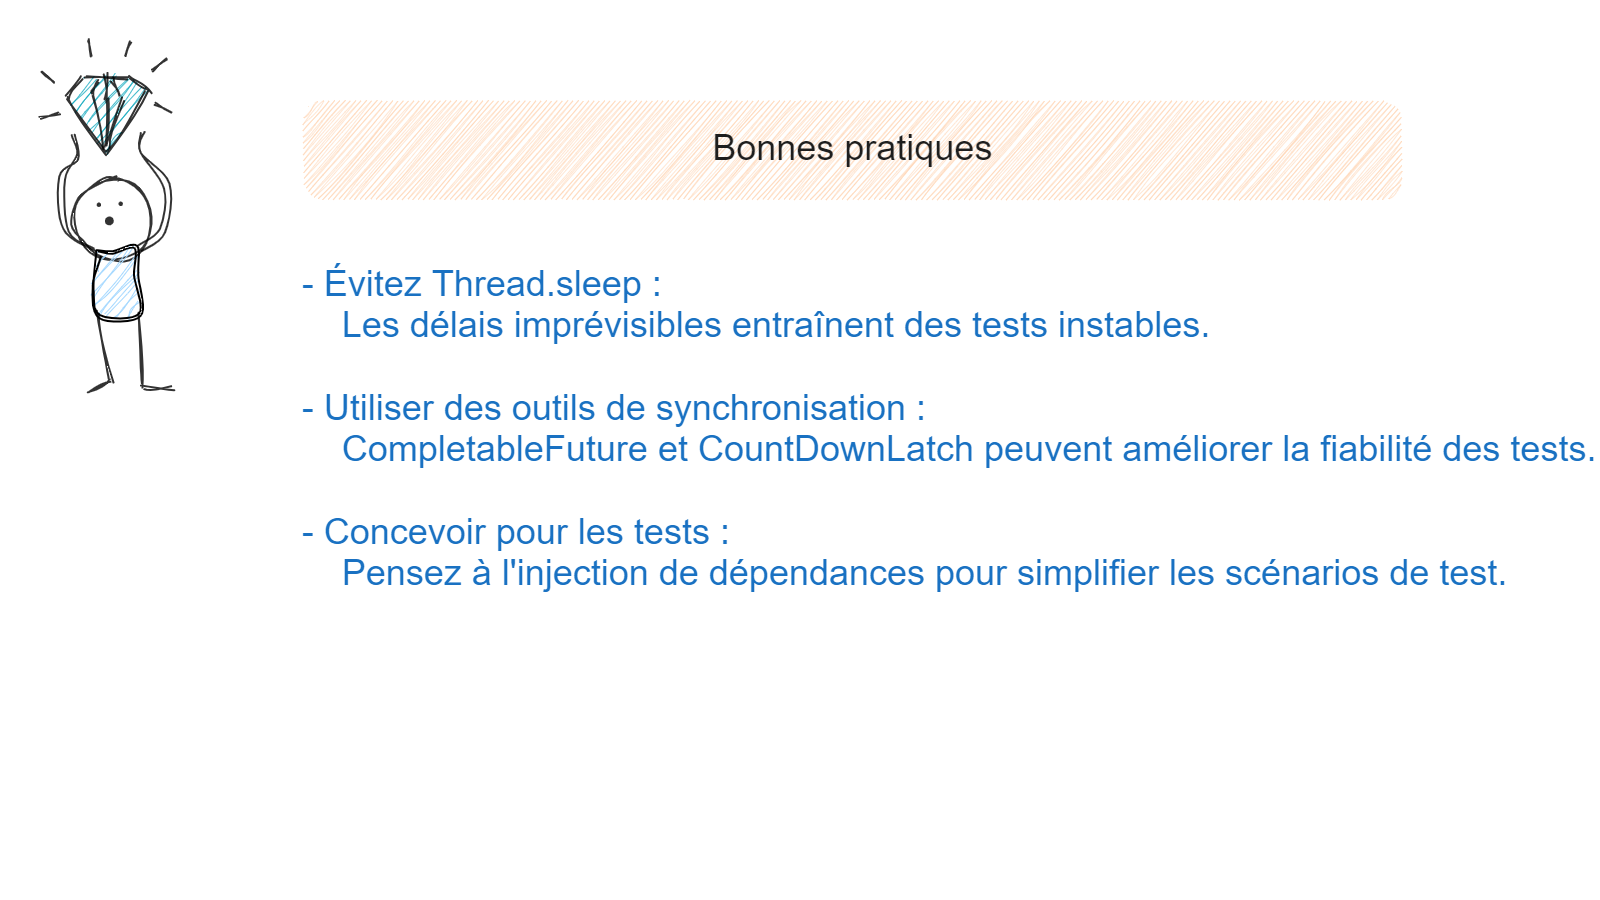 Bonnes pratiques
- Évitez Thread.sleep :
Les délais imprévisibles entraînent des tests instables.
- Utiliser des outils de synchronisation :
CompletableFuture et CountDownLatch peuvent améliorer la fiabilité des tests.
- Concevoir pour les tests :
Pensez à l'injection de dépendances pour simplifier les scénarios de test.